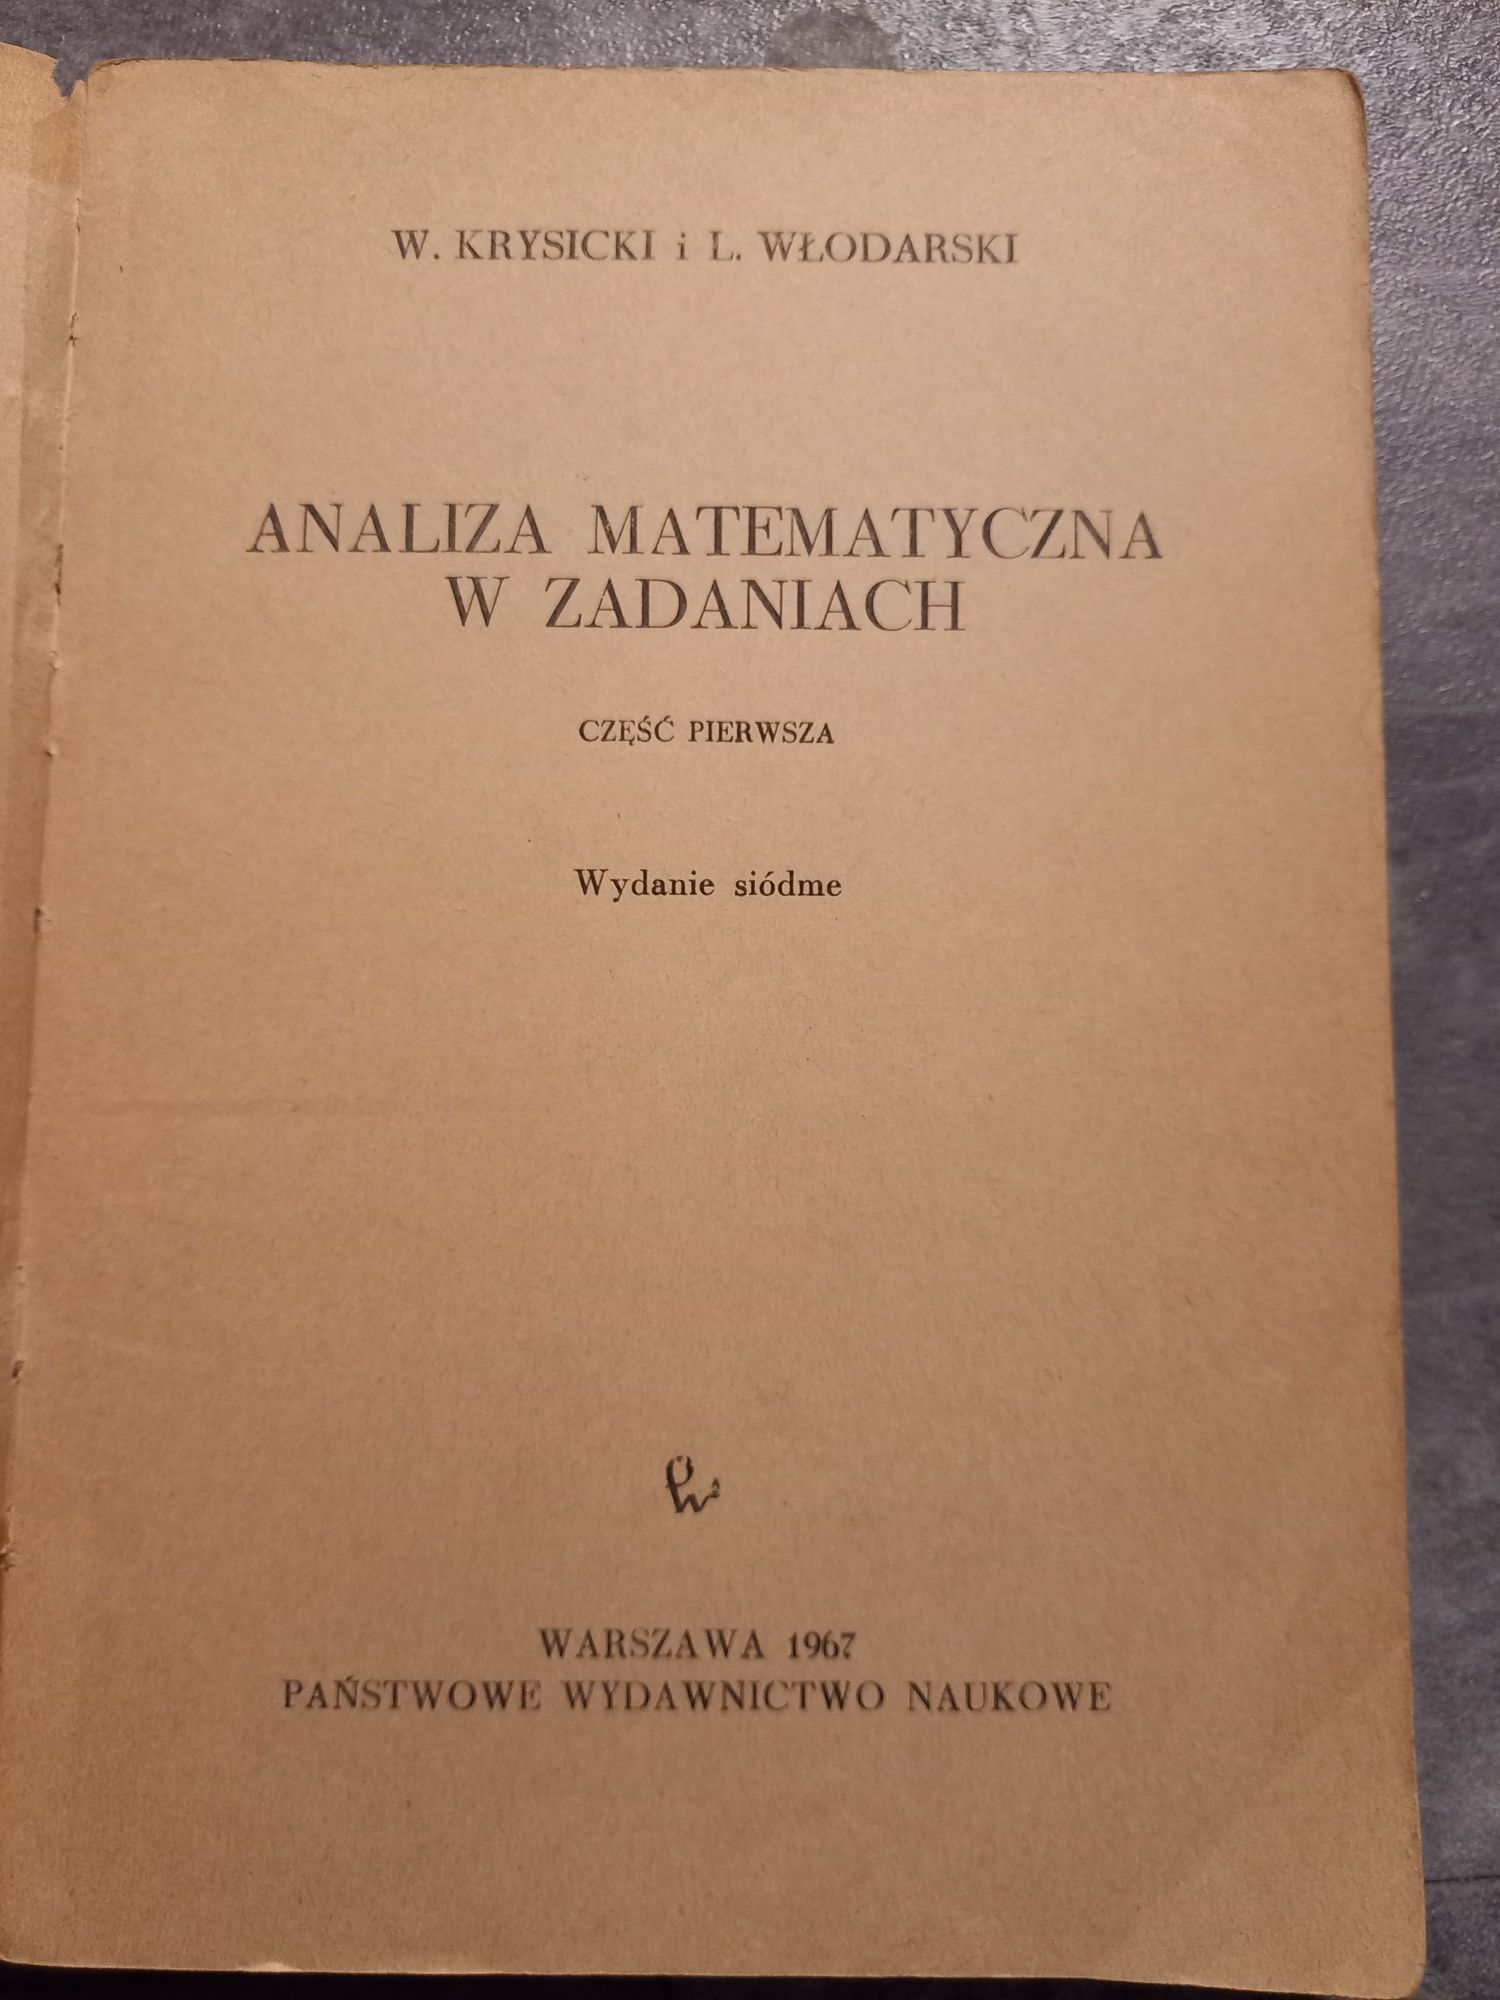 W. KRYSICKI i L. WŁODARSKI
ANALIZA MATEMATYCZNA
W ZADANIACH
CZĘŚĆ PIERWSZA
Wydanie siódme
WARSZAWA 1967
PAŃSTWOWE WYDAWNICTWO NAUKOWE